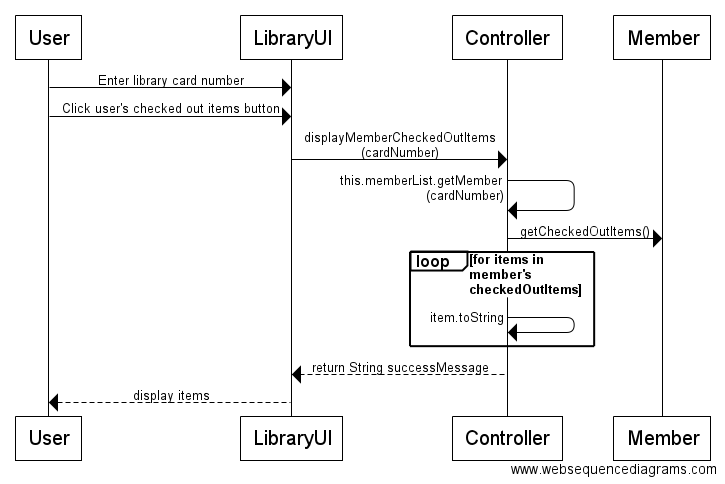 User
LibraryUI
Controller
Member
Enter library card number
Click user's checked out items button
displayMemberCheckedOutItems
(cardNumber)
this.memberList.getMember
(cardNumber)
getCheckedOutItems()
loop
[for items in
member's
checkedOutItems]
item.toString
return String successMessage
display items
User
LibraryUI
Controller
Member
www.websequencediagrams.com